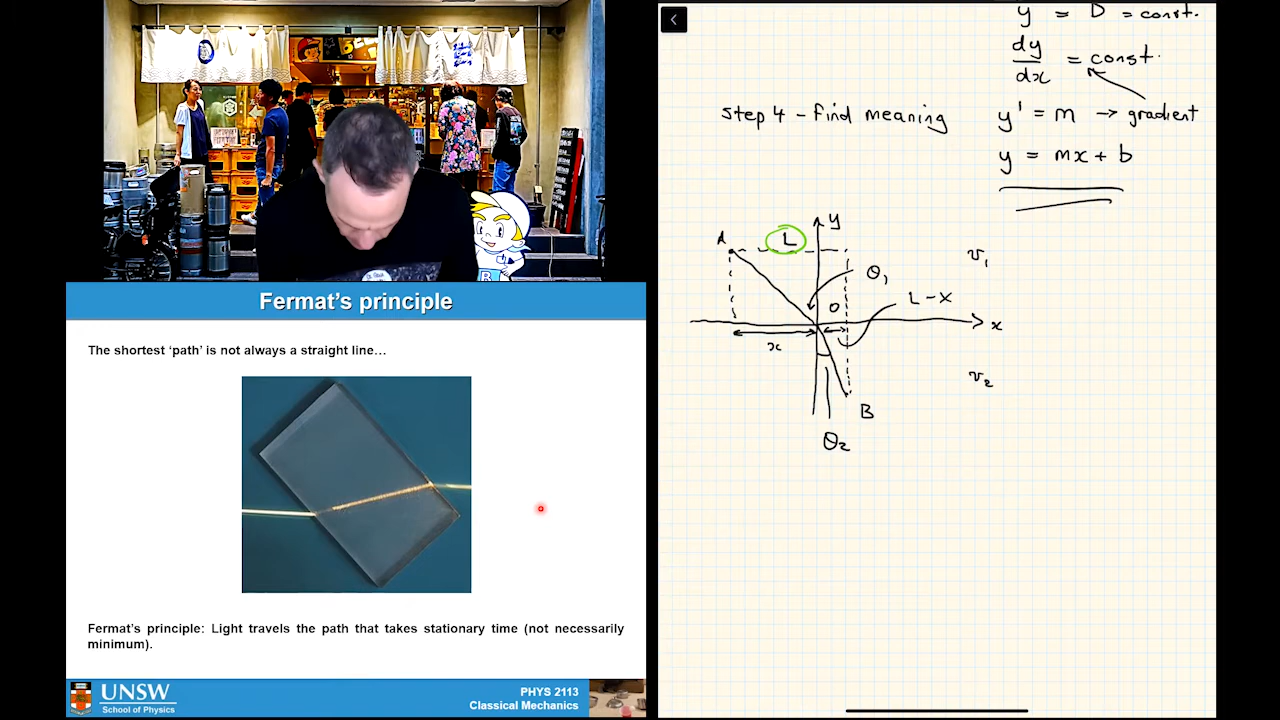 Fermat's principle
The shortest 'path' is not always a straight line…
Fermat's principle: Light travels the path that takes stationary time (not necessarily
minimum).
UNSW
School of Physics
PHYS 2113
Classical Mechanics
y = D = const.
dy/dx = const.
Step 4 - Find meaning
y' = m → gradient
y = mx + b
y
A
L
v₁
θ₁
L - x
O
x
x
v₂
B
θ₂